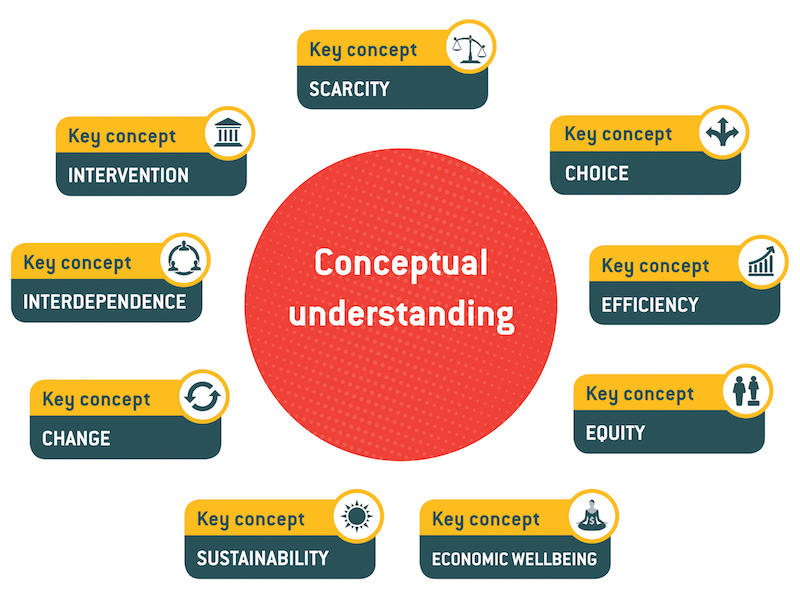 Key concept
SCARCITY
Key concept
INTERVENTION
Key concept
CHOICE
Key concept
INTERDEPENDENCE
Conceptual
understanding
Key concept
EFFICIENCY
Key concept
CHANGE
Key concept
EQUITY
Key concept
SUSTAINABILITY
Key concept
ECONOMIC WELLBEING
$